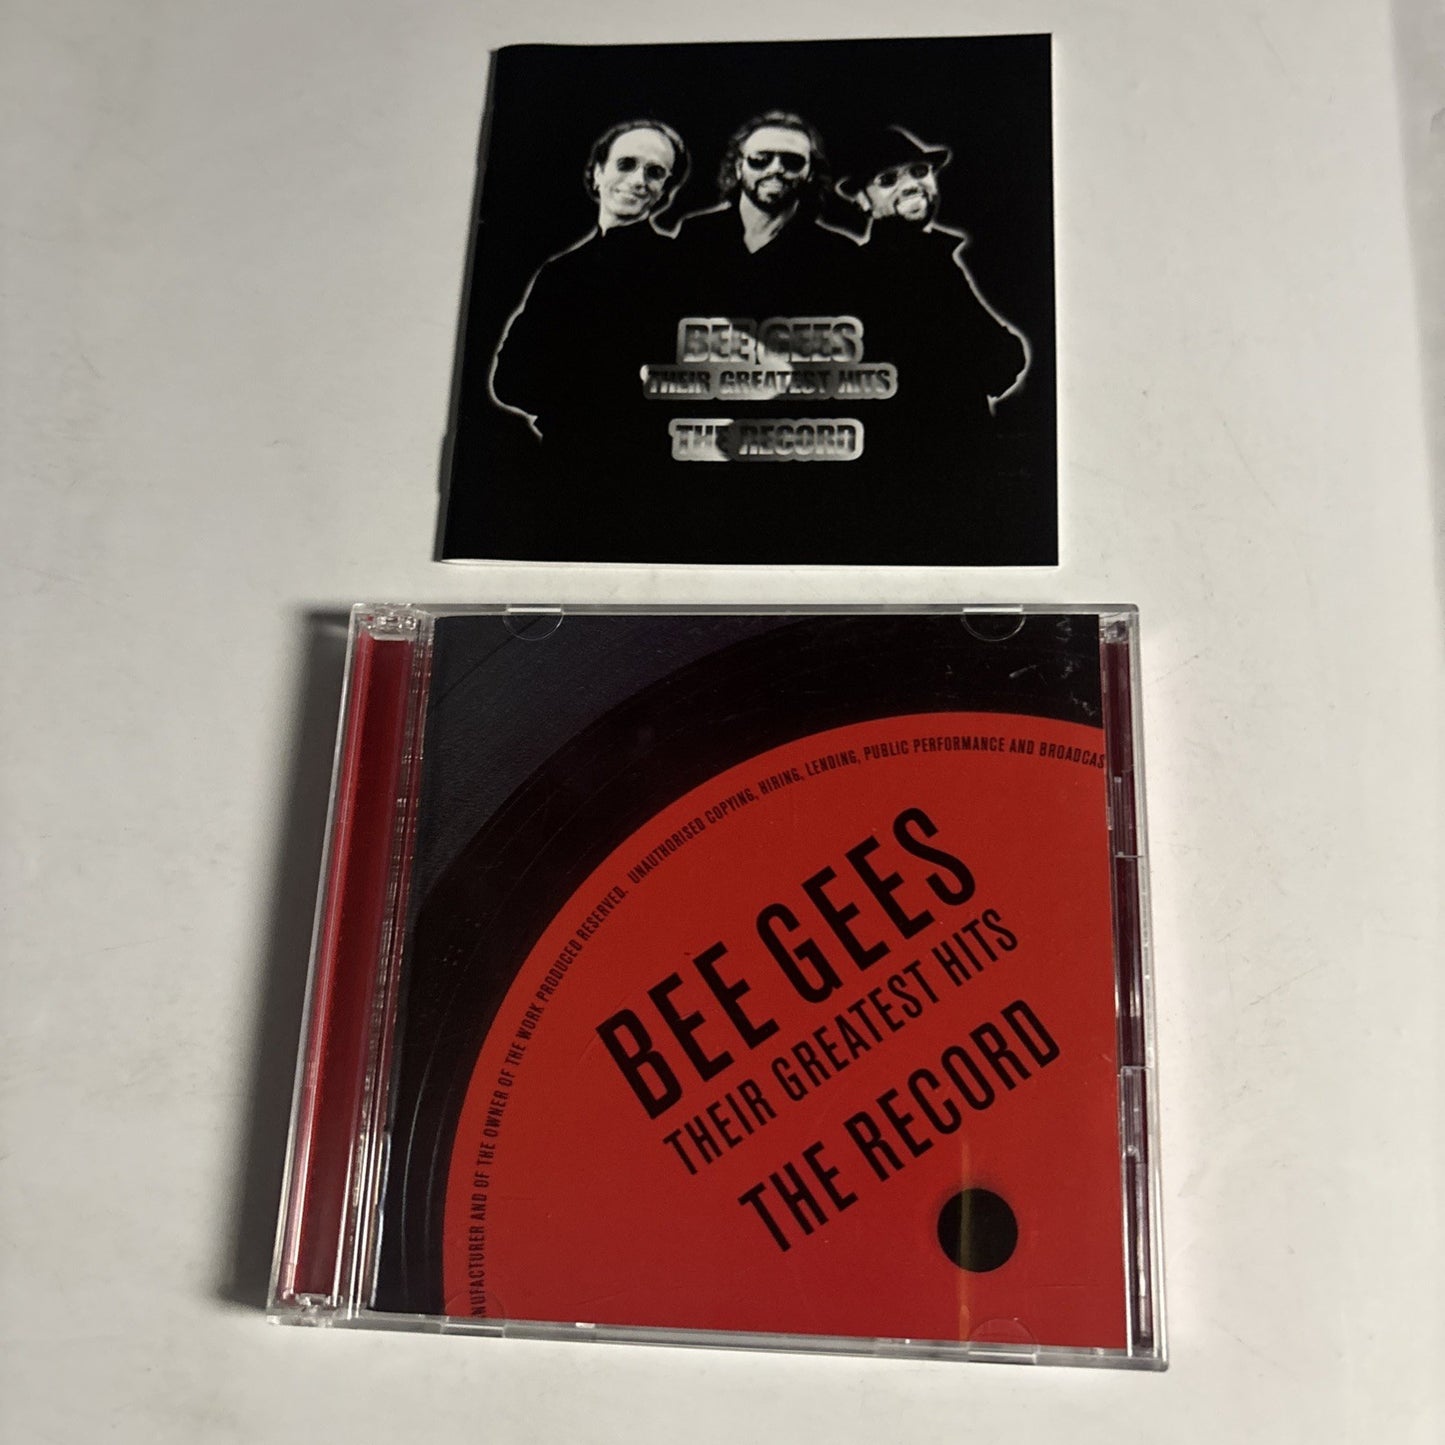 BEE GEES
THEIR GREATEST HITS
THE RECORD
NUFACTURER AND OF THE OWNER OF THE WORK PRODUCED RESERVED. UNAUTHORISED COPYING, HIRING, LENDING, PUBLIC PERFORMANCE AND BROADCAS
BEE GEES
THEIR GREATEST HITS
THE RECORD